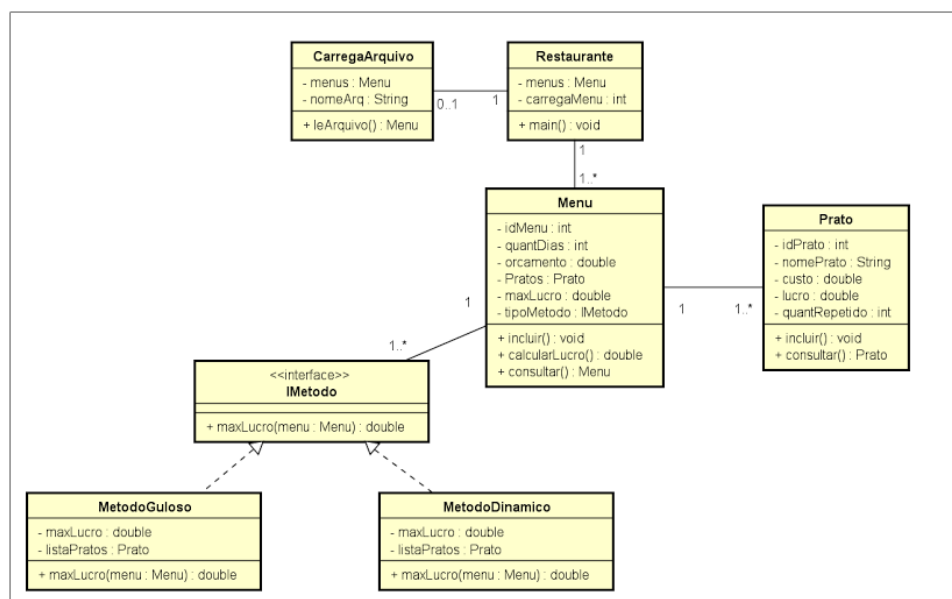 CarregaArquivo
- menus : Menu
- nomeArq : String
+ leArquivo() : Menu
0..1
1
Restaurante
- menus : Menu
- carregaMenu : int
+ main() : void
1
1..*
Menu
- idMenu : int
- quantDias : int
- orcamento : double
- Pratos : Prato
- maxLucro : double
- tipoMetodo : IMetodo
+ incluir() : void
+ calcularLucro() : double
+ consultar() : Menu
1
1..*
Prato
- idPrato : int
- nomePrato : String
- custo : double
- lucro : double
- quantRepetido : int
+ incluir() : void
+ consultar() : Prato
1
1..*
<<interface>>
IMetodo
+ maxLucro(menu : Menu) : double
MetodoGuloso
- maxLucro : double
- listaPratos : Prato
+ maxLucro(menu : Menu) : double
MetodoDinamico
- maxLucro : double
- listaPratos : Prato
+ maxLucro(menu : Menu) : double